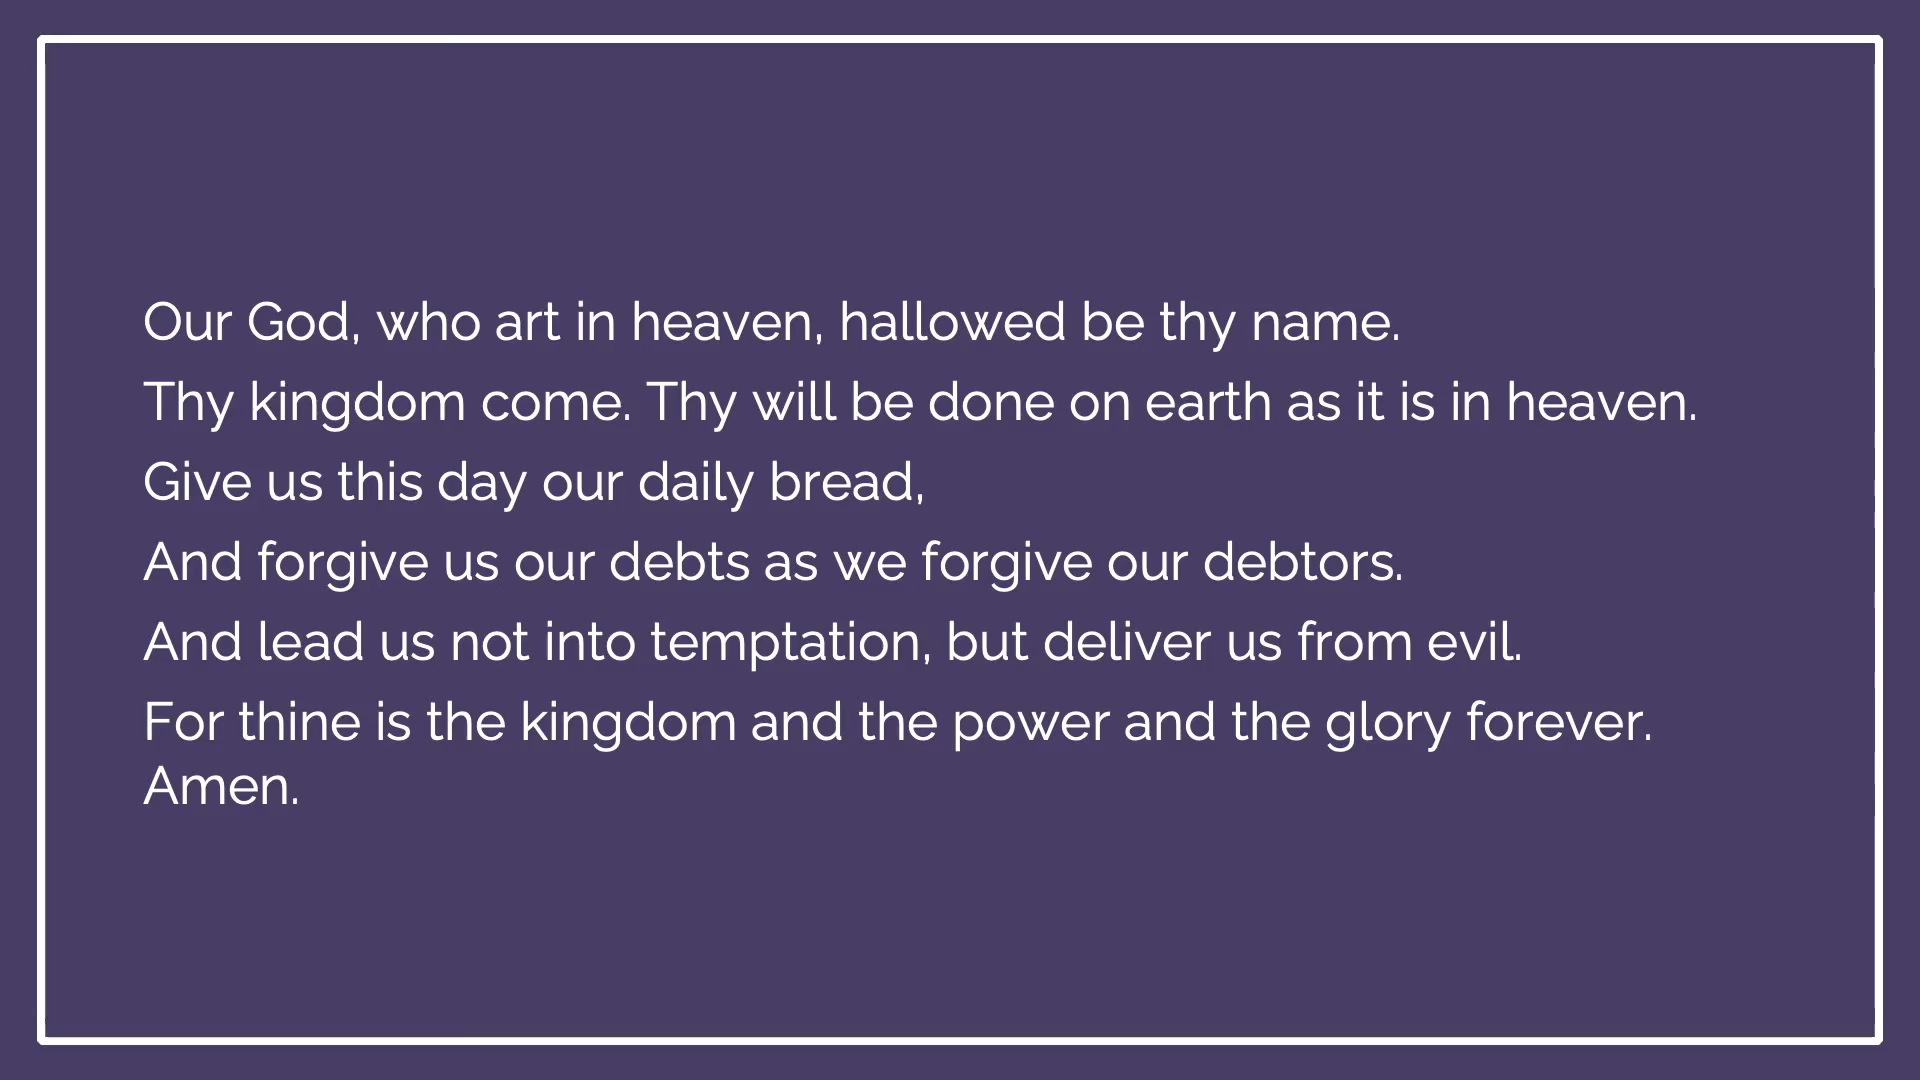 Our God, who art in heaven, hallowed be thy name.
Thy kingdom come. Thy will be done on earth as it is in heaven.
Give us this day our daily bread,
And forgive us our debts as we forgive our debtors.
And lead us not into temptation, but deliver us from evil.
For thine is the kingdom and the power and the glory forever.
Amen.